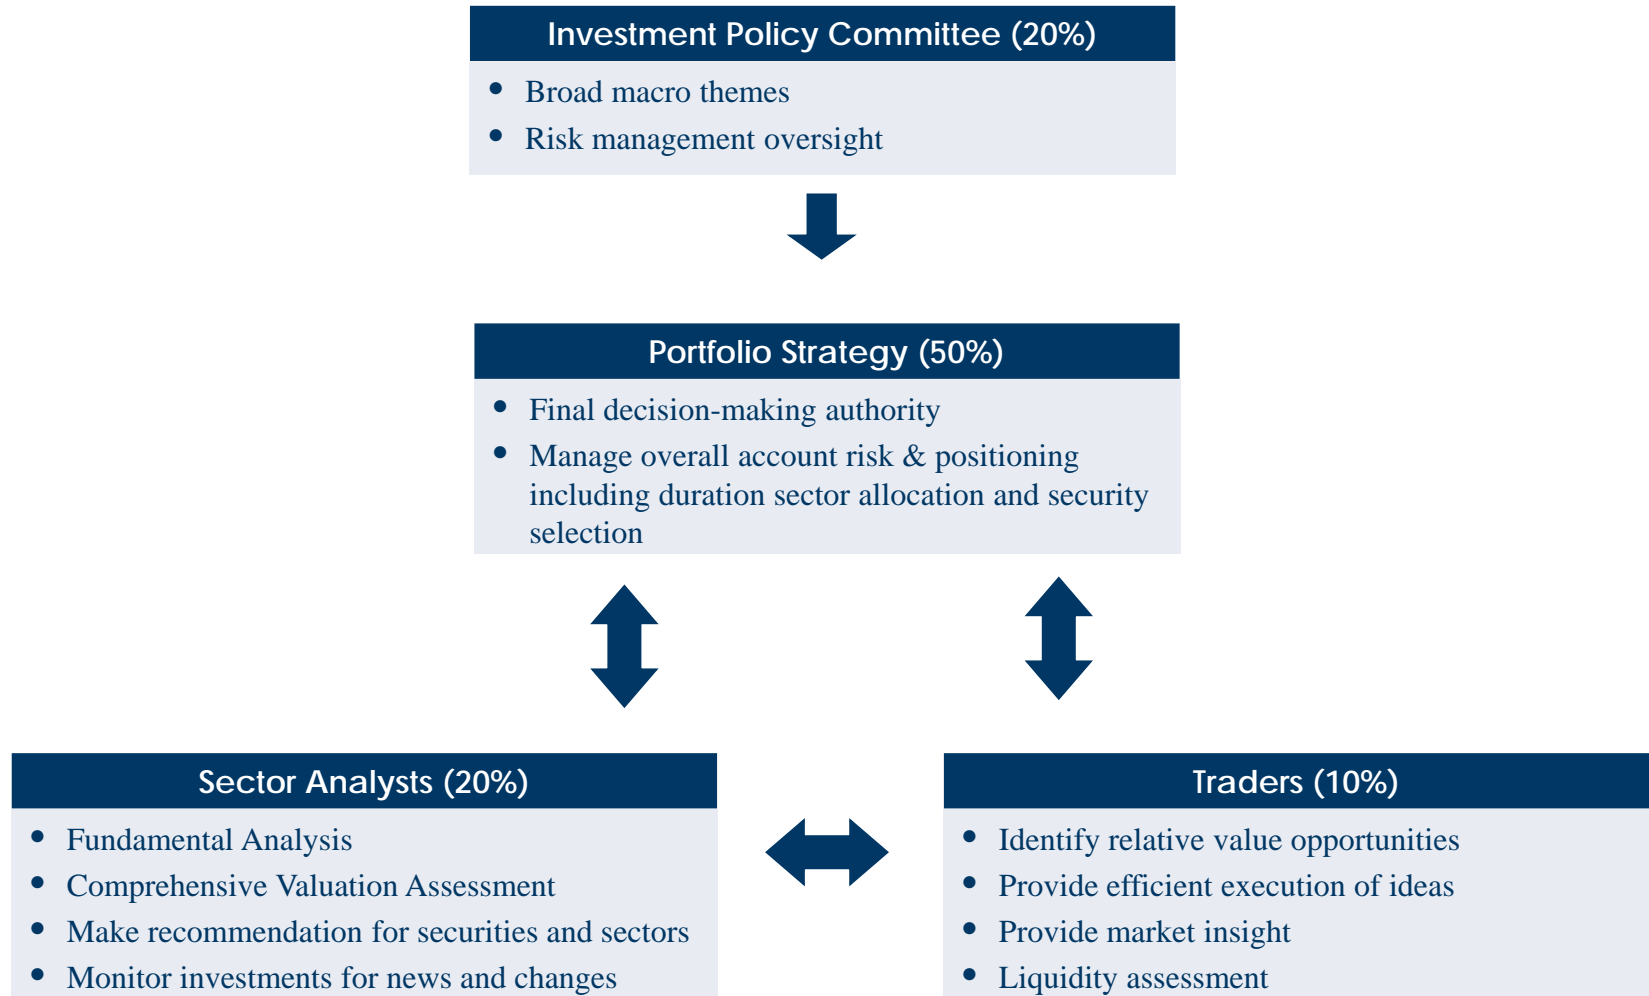 Investment Policy Committee (20%)
• Broad macro themes
• Risk management oversight
Portfolio Strategy (50%)
• Final decision-making authority
• Manage overall account risk & positioning
including duration sector allocation and security
selection
Sector Analysts (20%)
• Fundamental Analysis
• Comprehensive Valuation Assessment
• Make recommendation for securities and sectors
• Monitor investments for news and changes
Traders (10%)
• Identify relative value opportunities
• Provide efficient execution of ideas
• Provide market insight
• Liquidity assessment